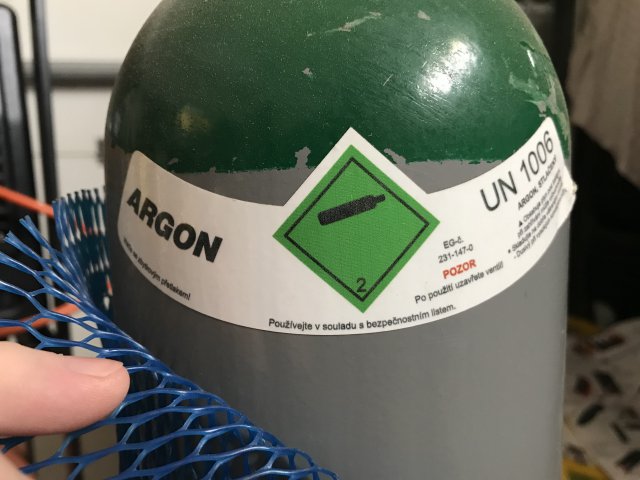 ARGON
UN 1006
ARGON, STLAČENÝ
EG-č.
231-147-0
POZOR
Po použití uzavřete ventil!
2
Používejte v souladu s bezpečnostním listem.